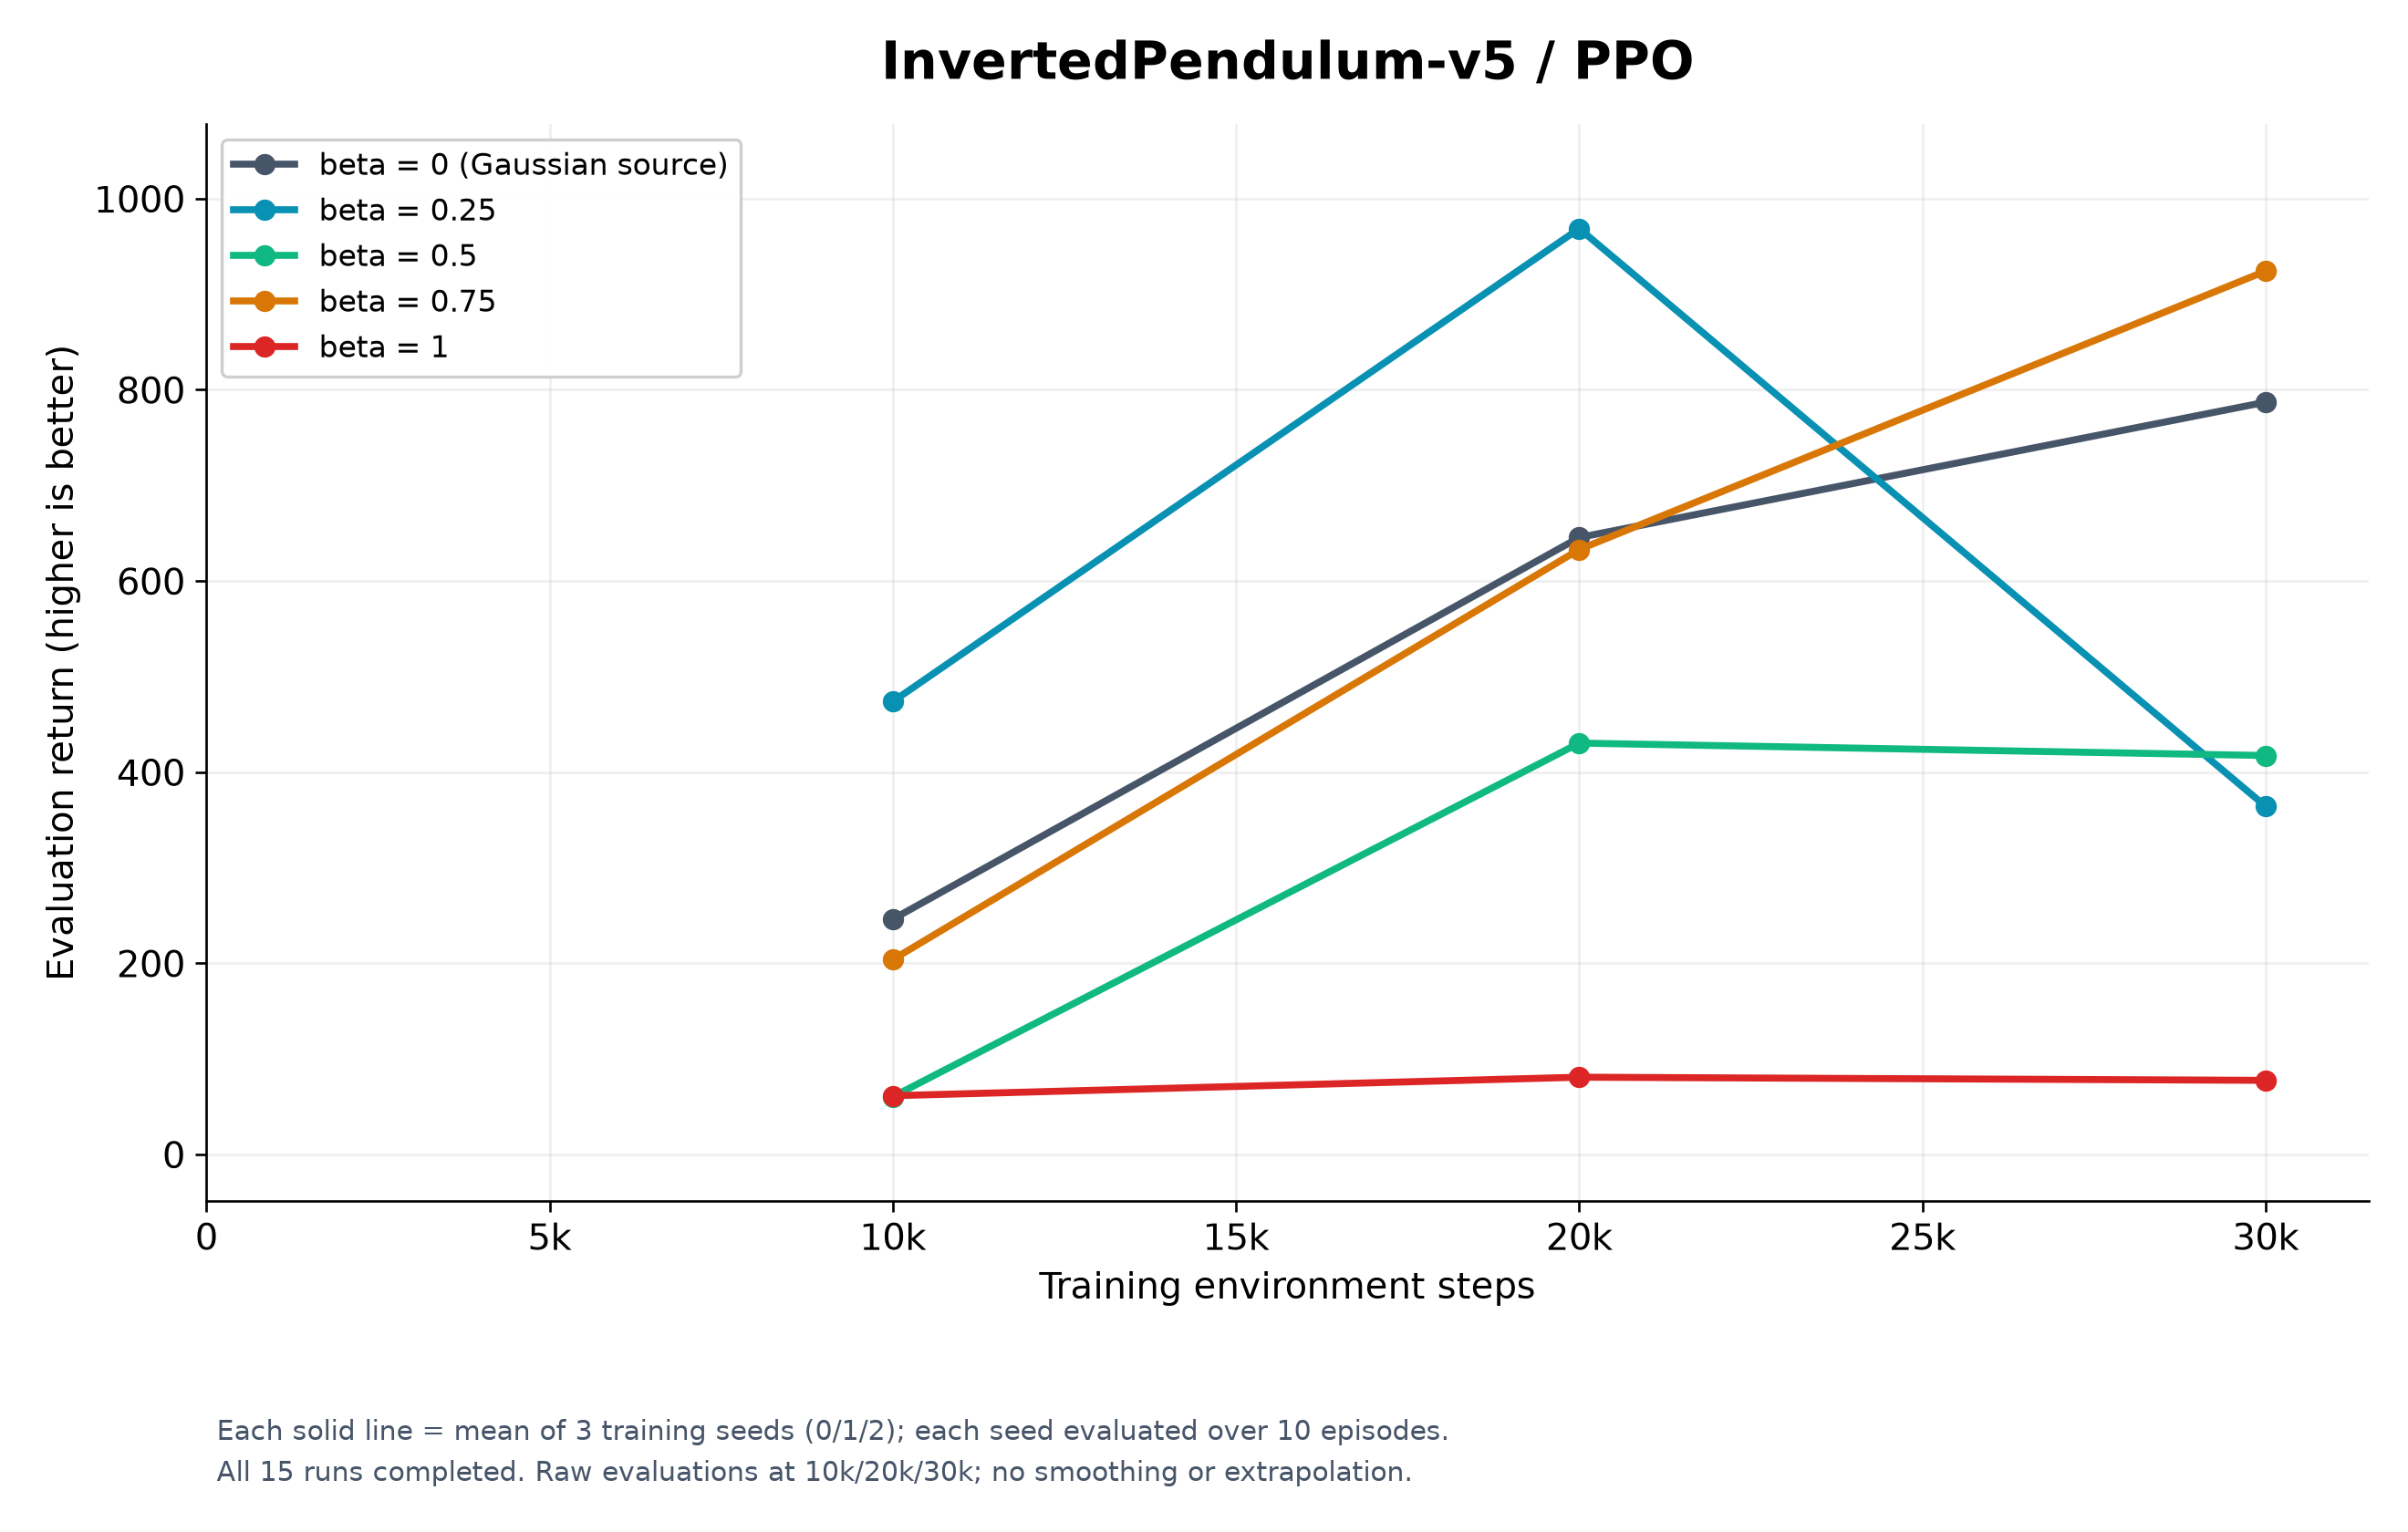 InvertedPendulum-v5 / PPO
beta = 0 (Gaussian source)
beta = 0.25
beta = 0.5
beta = 0.75
beta = 1
Evaluation return (higher is better)
1000
800
600
400
200
0
0
5k
10k
15k
20k
25k
30k
Training environment steps
Each solid line = mean of 3 training seeds (0/1/2); each seed evaluated over 10 episodes.
All 15 runs completed. Raw evaluations at 10k/20k/30k; no smoothing or extrapolation.